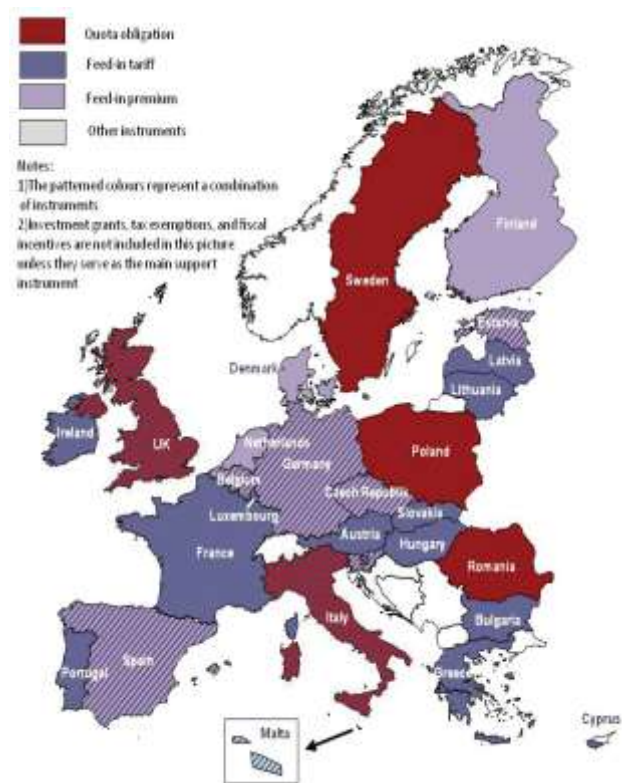 Quota obligation
Feed-in tariff
Feed-in premium
Other instruments
Notes:
1)The patterned colours represent a combination
of instruments
2)Investment grants, tax exemptions, and fiscal
incentives are not included in this picture
unless they serve as the main support
instrument
Finland
Sweden
Estonia
Latvia
Denmark
Lithuania
Ireland
UK
Netherlands
Poland
Germany
Belgium
Czech Republic
Luxembourg
Slovakia
Austria
France
Hungary
Romania
Italy
Bulgaria
Portugal
Spain
Greece
Malta
Cyprus